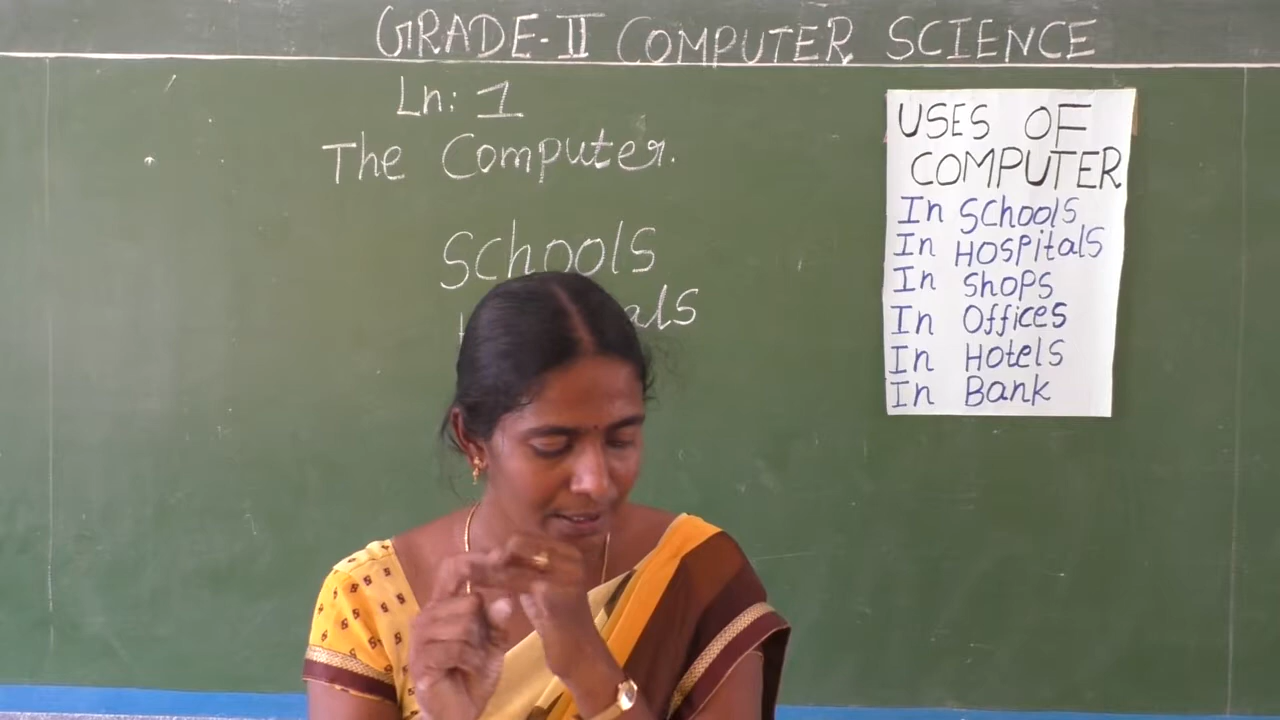 GRADE-II COMPUTER SCIENCE
Ln: 1
The Computer.
Schools
USES OF
COMPUTER
In Schools
In Hospitals
In Shops
In Offices
In Hotels
In Bank